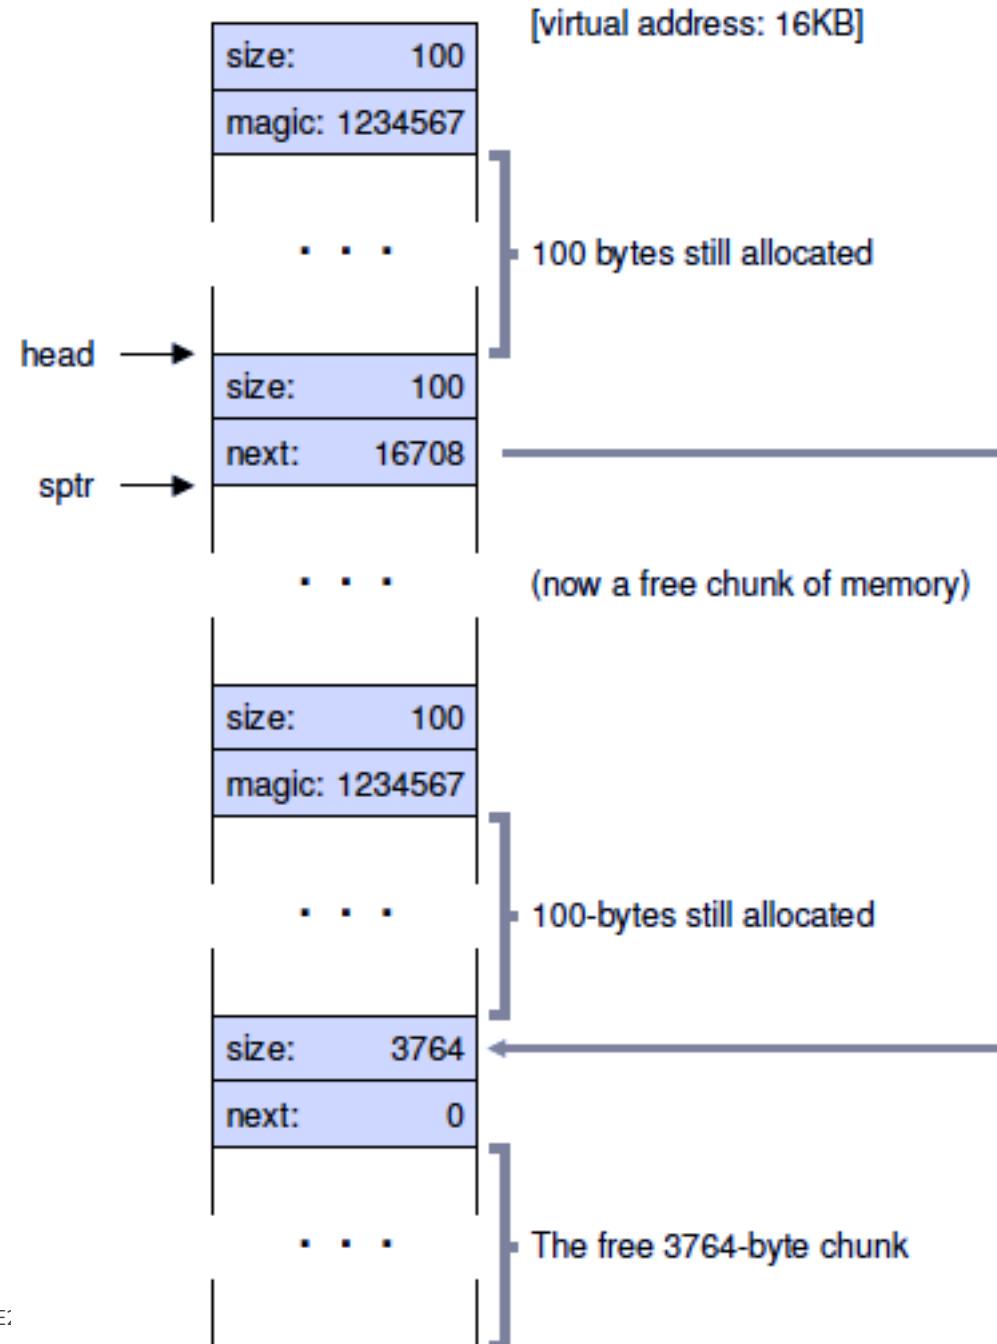 [virtual address: 16KB]
size: 100
magic: 1234567
. . .
100 bytes still allocated
head
size: 100
next: 16708
sptr
. . .
(now a free chunk of memory)
size: 100
magic: 1234567
. . .
100-bytes still allocated
size: 3764
next: 0
. . .
The free 3764-byte chunk